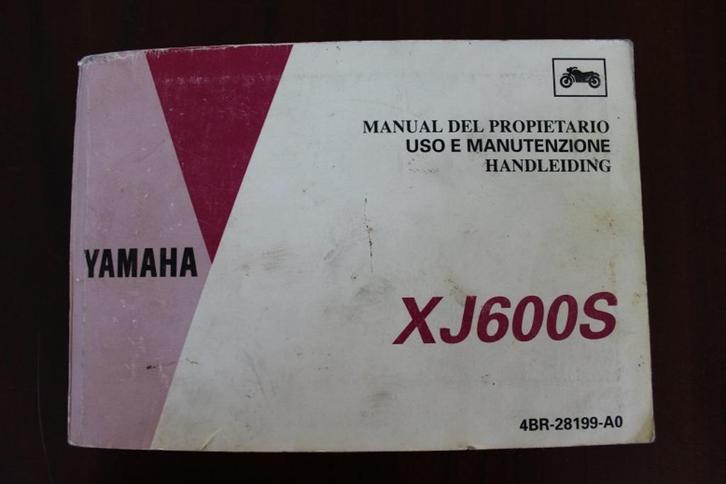 MANUAL DEL PROPIETARIO
USO E MANUTENZIONE
HANDLEIDING
YAMAHA
XJ600S
4BR-28199-A0